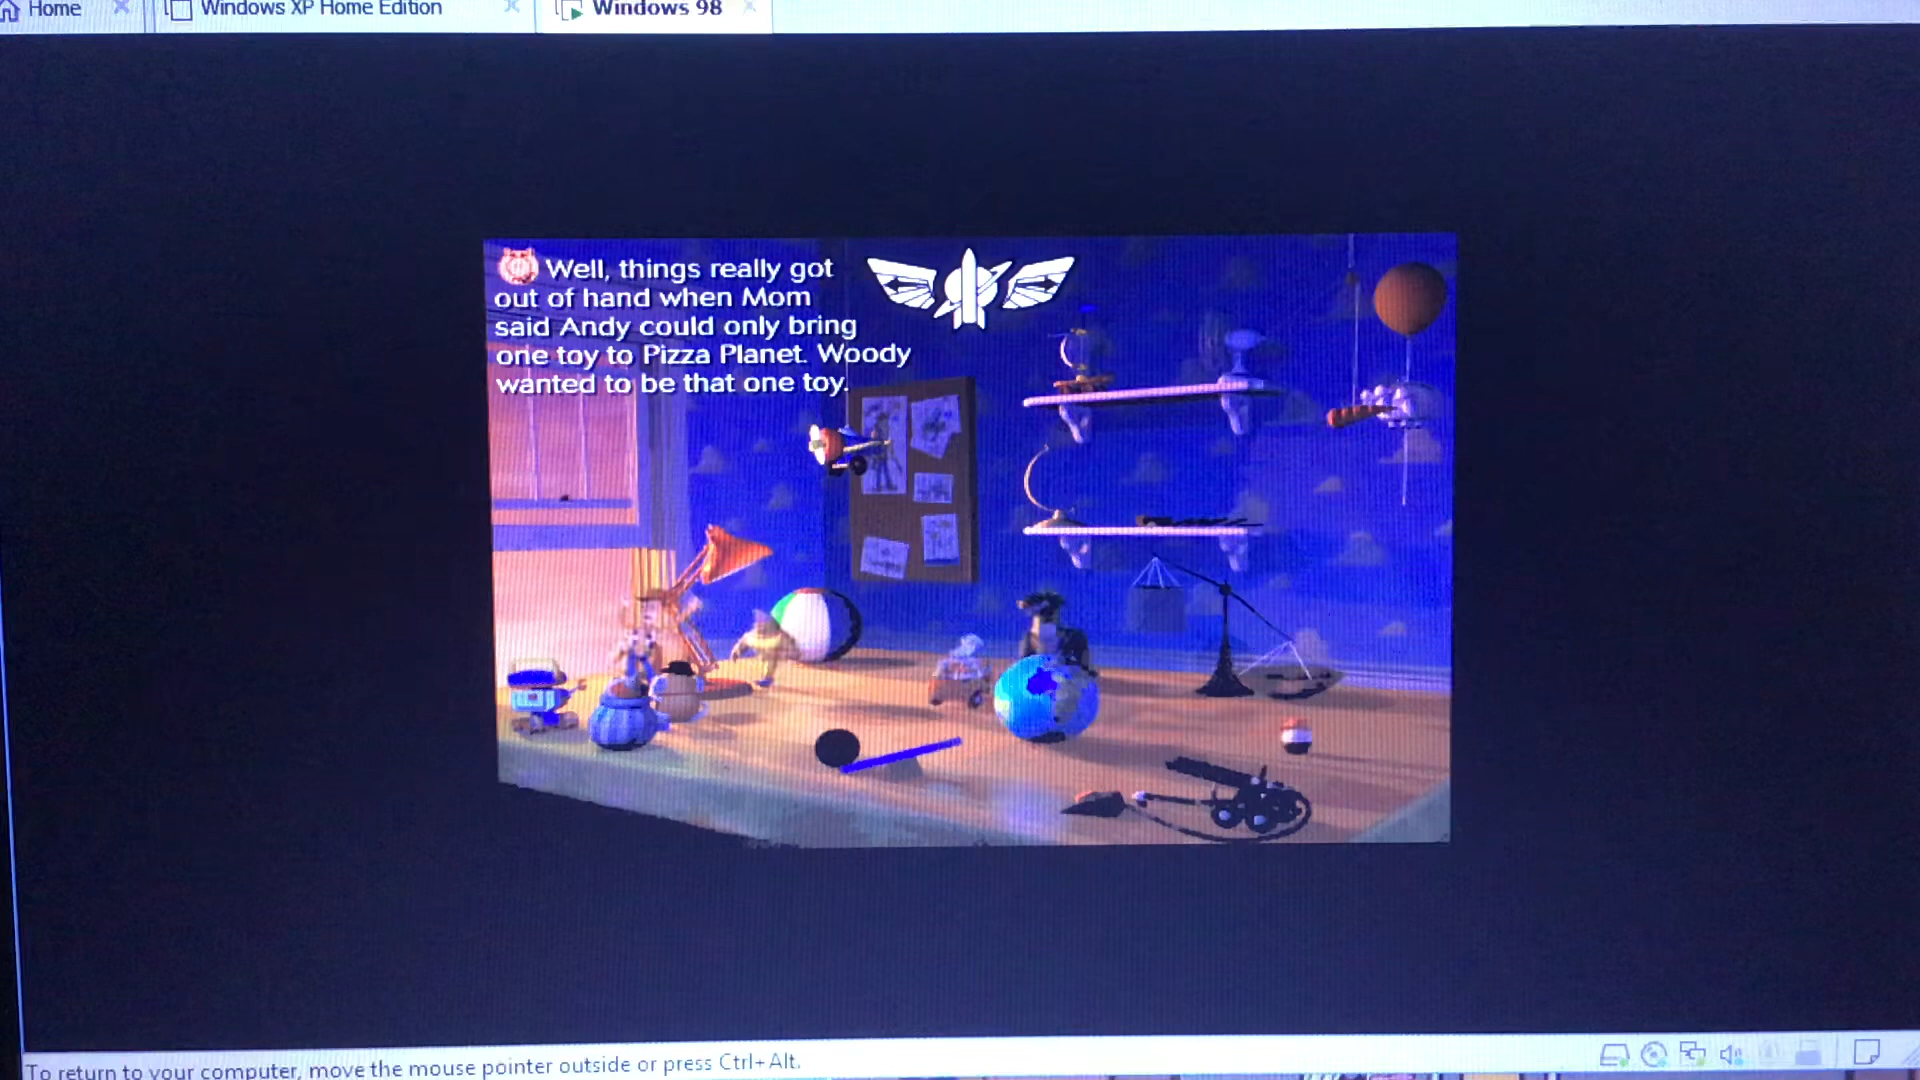 Home
Windows XP Home Edition
Windows 98
Well, things really got
out of hand when Mom
said Andy could only bring
one toy to Pizza Planet. Woody
wanted to be that one toy.
To return to your computer, move the mouse pointer outside or press Ctrl+Alt.